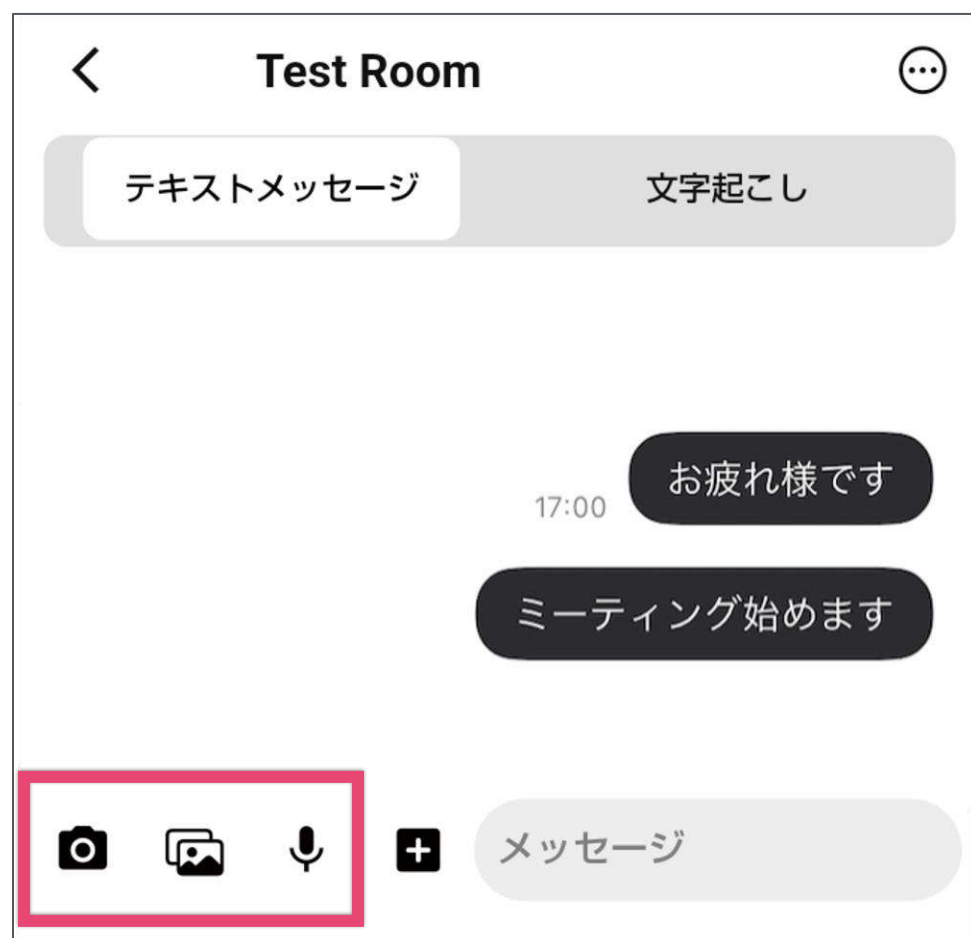 Test Room
テキストメッセージ
文字起こし
お疲れ様です
17:00
ミーティング始めます
メッセージ